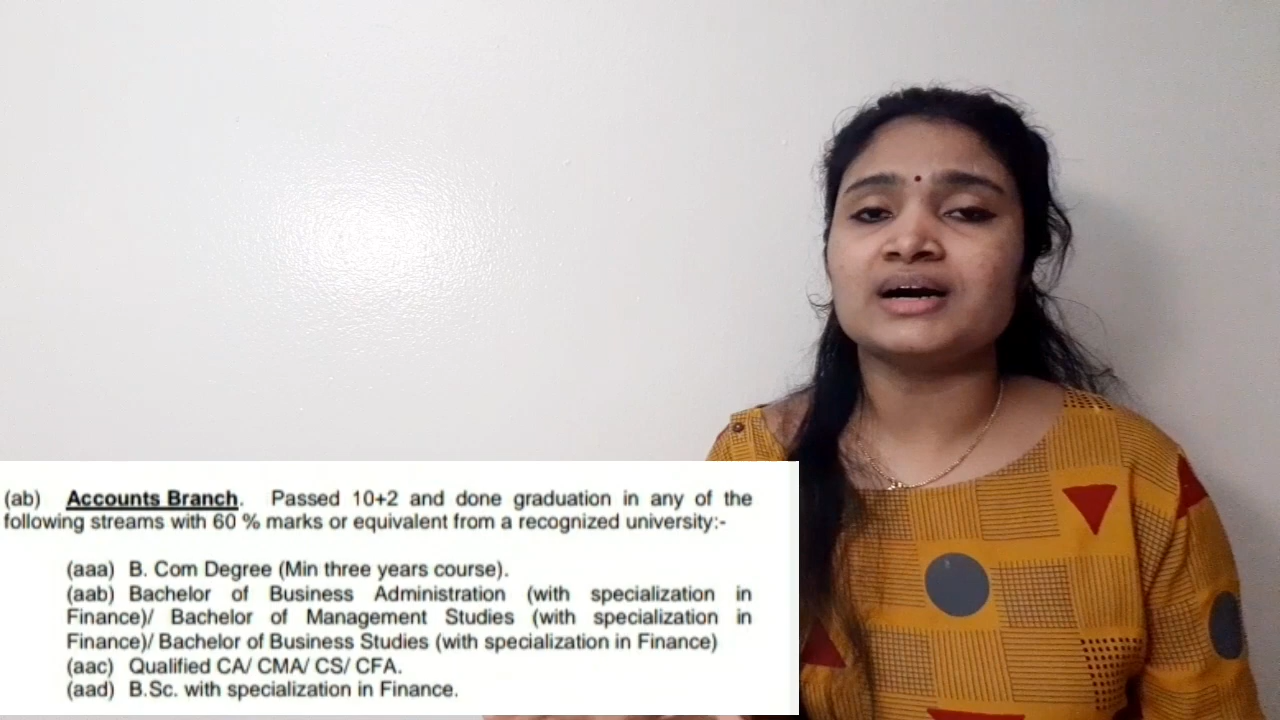 (ab) Accounts Branch. Passed 10+2 and done graduation in any of the
following streams with 60 % marks or equivalent from a recognized university:-
(aaa) B. Com Degree (Min three years course).
(aab) Bachelor of Business Administration (with specialization in
Finance)/ Bachelor of Management Studies (with specialization in
Finance)/ Bachelor of Business Studies (with specialization in Finance)
(aac) Qualified CA/ CMA/ CS/ CFA.
(aad) B.Sc. with specialization in Finance.